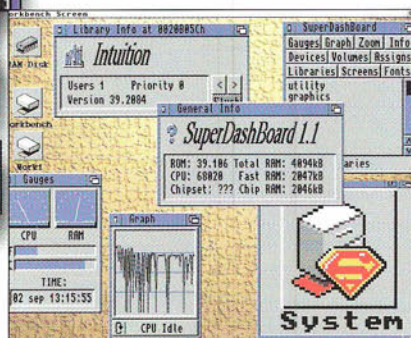 orkbench Screen
Library Info at 0020805Ch
Intuition
Users 1 Priority 0
Version 39.2084
< >
SuperDashBoard
Gauges Graph Zoom Info
Devices Volumes Assigns
Libraries Screens Fonts
utility
graphics
aries
General Info
? SuperDashBoard 1.1
ROM: 39.106 Total RAM: 4094kB
CPU: 68020 Fast RAM: 2047kB
Chipset: ??? Chip RAM: 2046kB
AM Disk
orkbench
Work
Gauges
CPU RAM
TIME:
02 sep 13:15:55
Graph
CPU Idle
System